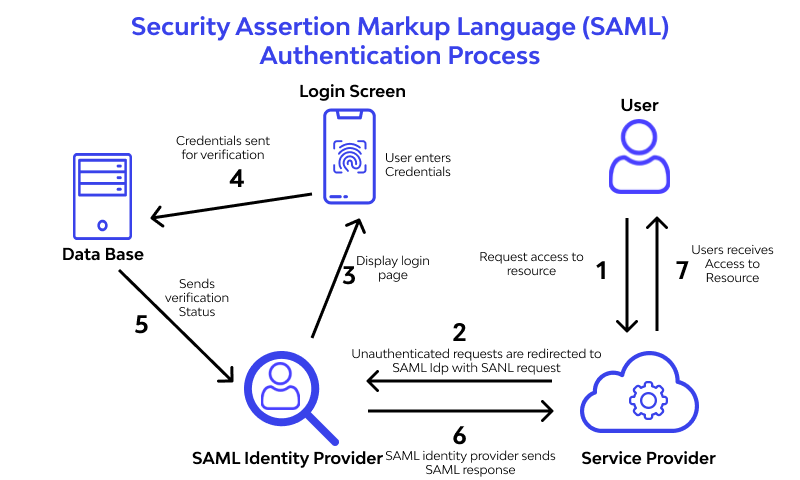 Security Assertion Markup Language (SAML)
Authentication Process
Login Screen
User
Credentials sent
for verification
4
User enters
Credentials
Data Base
Sends
verification
Status
5
3
Display login
page
Request access to
resource
1
7
Users receives
Access to
Resource
2
Unauthenticated requests are redirected to
SAML Idp with SANL request
6
SAML Identity Provider
SAML identity provider sends
SAML response
Service Provider